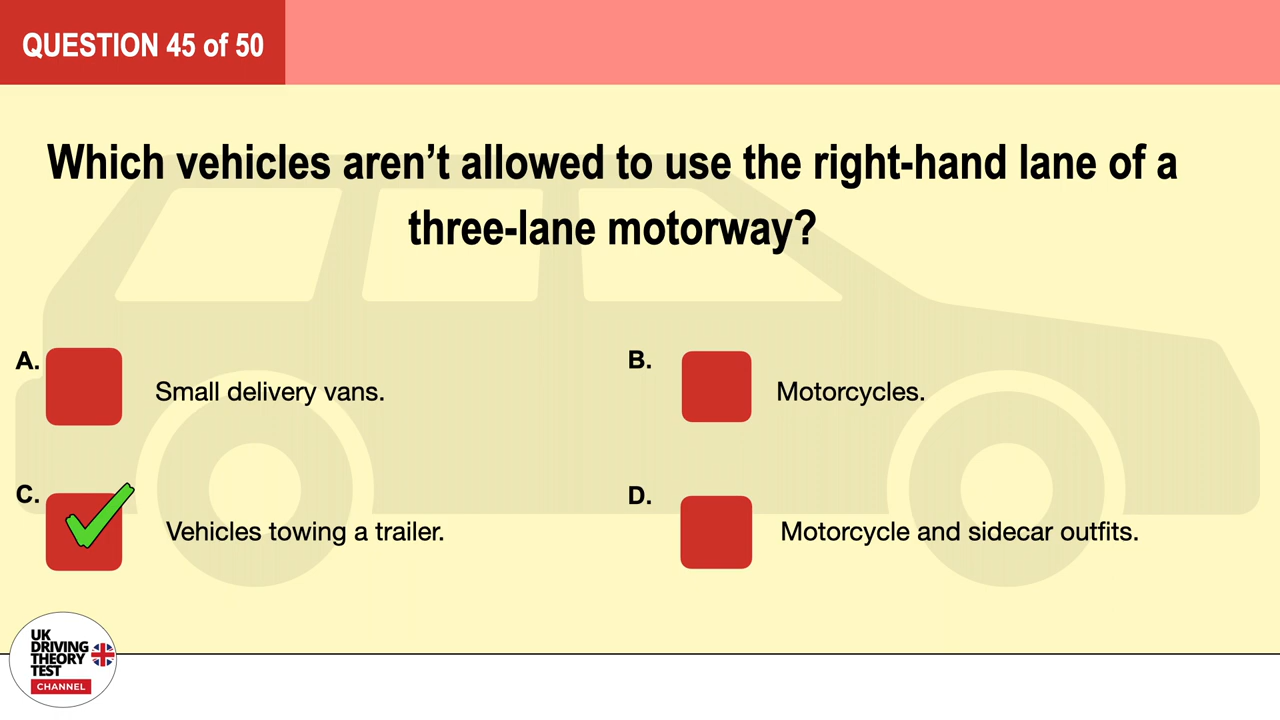 QUESTION 45 of 50
Which vehicles aren’t allowed to use the right-hand lane of a
three-lane motorway?
A.
Small delivery vans.
B.
Motorcycles.
C.
Vehicles towing a trailer.
D.
Motorcycle and sidecar outfits.
UK
DRIVING
THEORY
TEST
CHANNEL